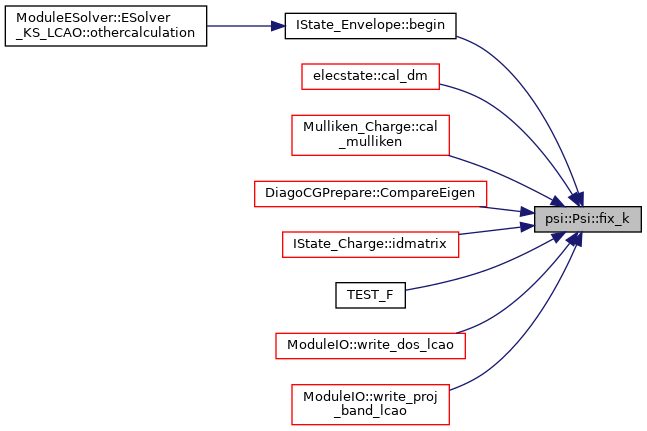 ModuleESolver::ESolver
_KS_LCAO::othercalculation
IState_Envelope::begin
elecstate::cal_dm
Mulliken_Charge::cal
_mulliken
DiagoCGPrepare::CompareEigen
psi::Psi::fix_k
IState_Charge::idmatrix
TEST_F
ModuleIO::write_dos_lcao
ModuleIO::write_proj
_band_lcao